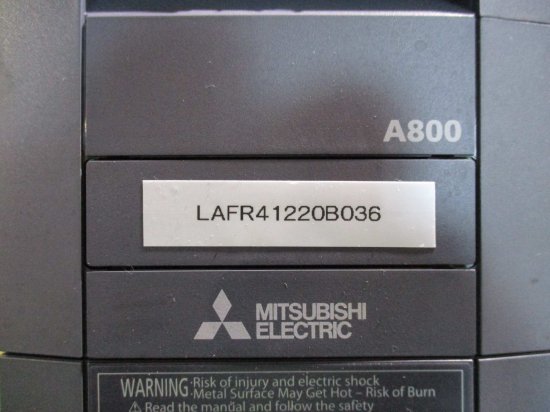 A800
LAFR41220B036
MITSUBISHI
ELECTRIC
WARNING
·Risk of injury and electric shock
·Metal Surface May Get Hot – Risk of Burn
Read the manual and follow the safety